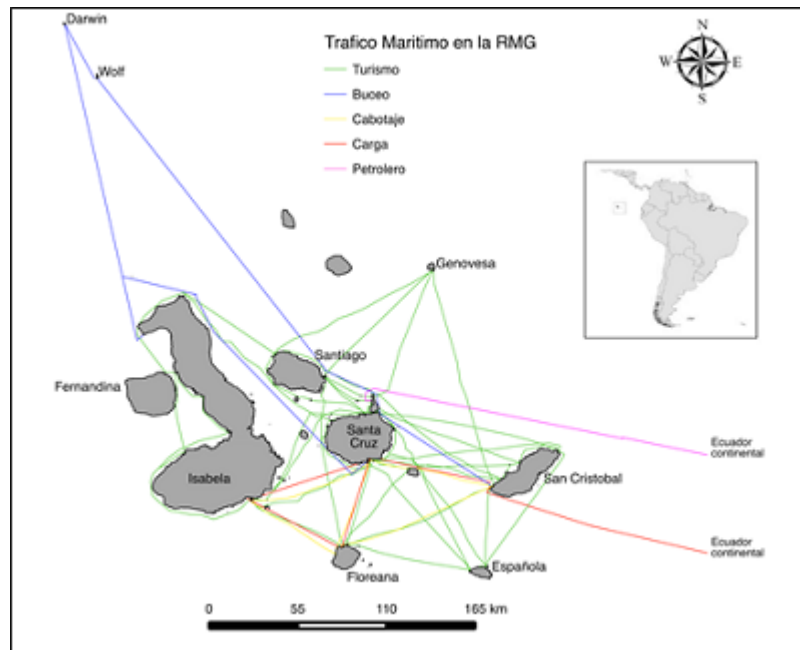 Darwin
Wolf
Trafico Maritimo en la RMG
Turismo
Buceo
Cabotaje
Carga
Petrolero
N
W
E
S
Genovesa
Santiago
Fernandina
Santa
Cruz
Isabela
San Cristobal
Ecuador
continental
Ecuador
continental
Floreana
Española
0
55
110
165 km